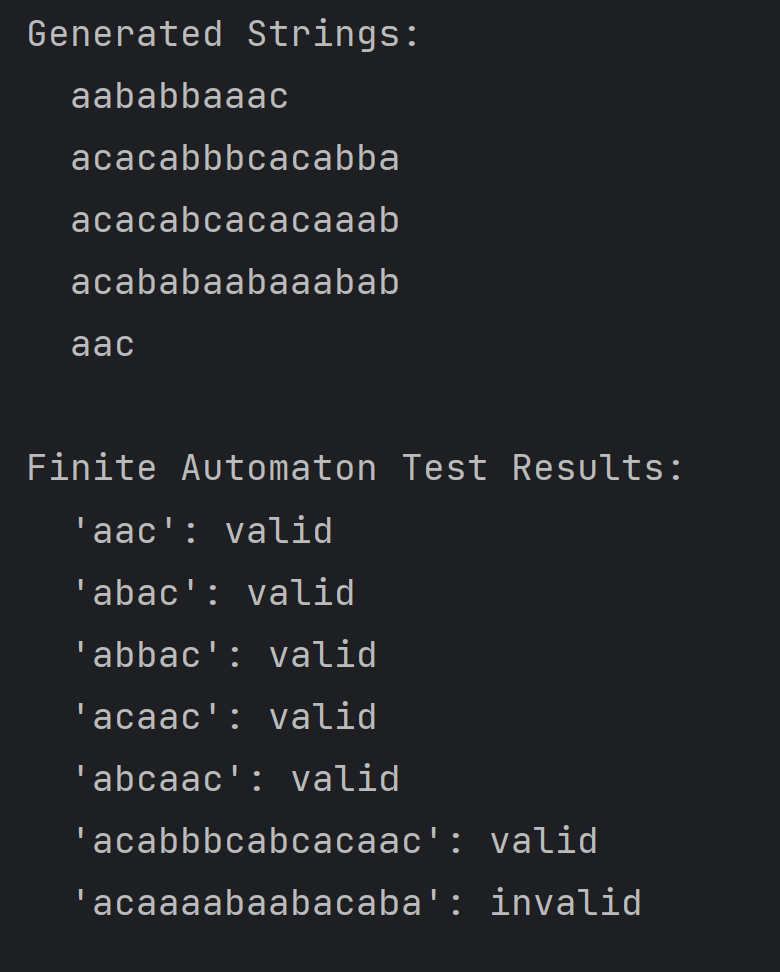 Generated Strings:
aababbaaac
acacabbbcacabba
acacabcacacaaab
acababaabaaabab
aac
Finite Automaton Test Results:
'aac': valid
'abac': valid
'abbac': valid
'acaac': valid
'abcaac': valid
'acabbbcabcacaac': valid
'acaaaabaabacaba': invalid